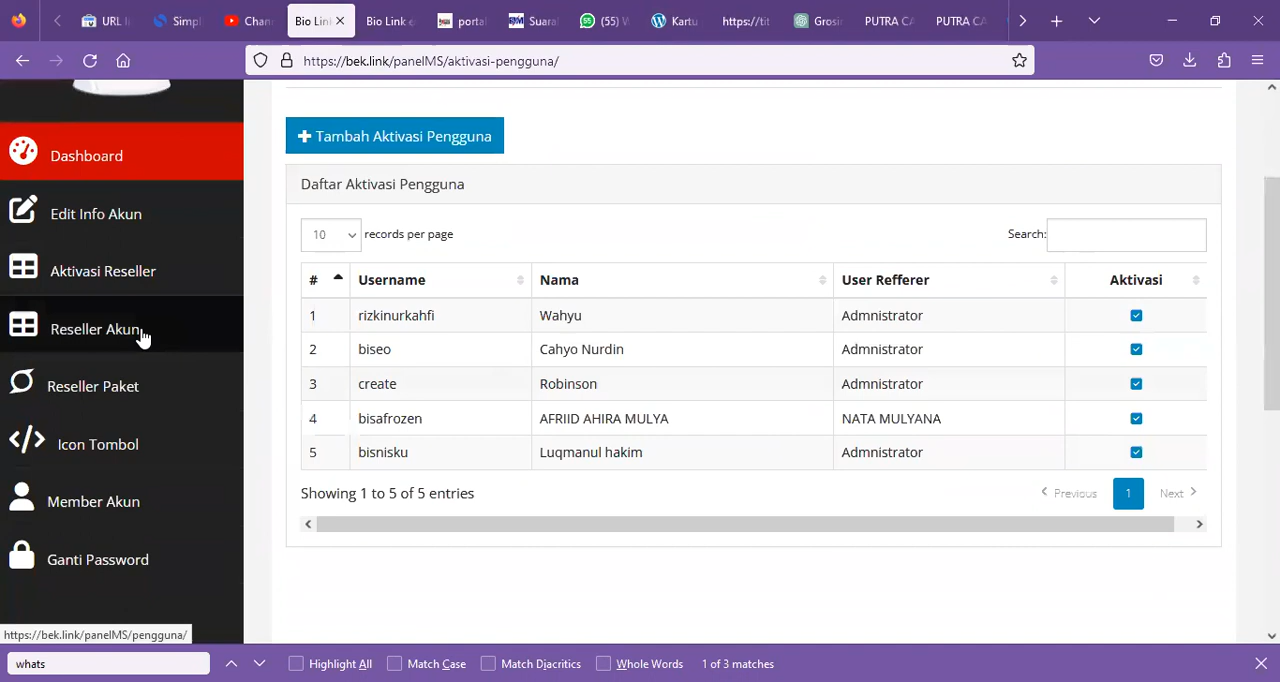 URL I
Simpl
Chann
Bio Link
Bio Link e
porta
Suara
(55) W
Kartu
https://tit
Grosir
PUTRA CA
PUTRA CA
https://bek.link/panelMS/aktivasi-pengguna/
Dashboard
Edit Info Akun
Aktivasi Reseller
Reseller Akun
Reseller Paket
Icon Tombol
Member Akun
Ganti Password
https://bek.link/panelMS/pengguna/
Tambah Aktivasi Pengguna
Daftar Aktivasi Pengguna
10 records per page Search:
# Username Nama User Refferer Aktivasi
1 rizkinurkahfi Wahyu Admnistrator
2 biseo Cahyo Nurdin Admnistrator
3 create Robinson Admnistrator
4 bisafrozen AFRIID AHIRA MULYA NATA MULYANA
5 bisnisku Luqmanul hakim Admnistrator
Showing 1 to 5 of 5 entries Previous 1 Next
whats Highlight All Match Case Match Diacritics Whole Words 1 of 3 matches